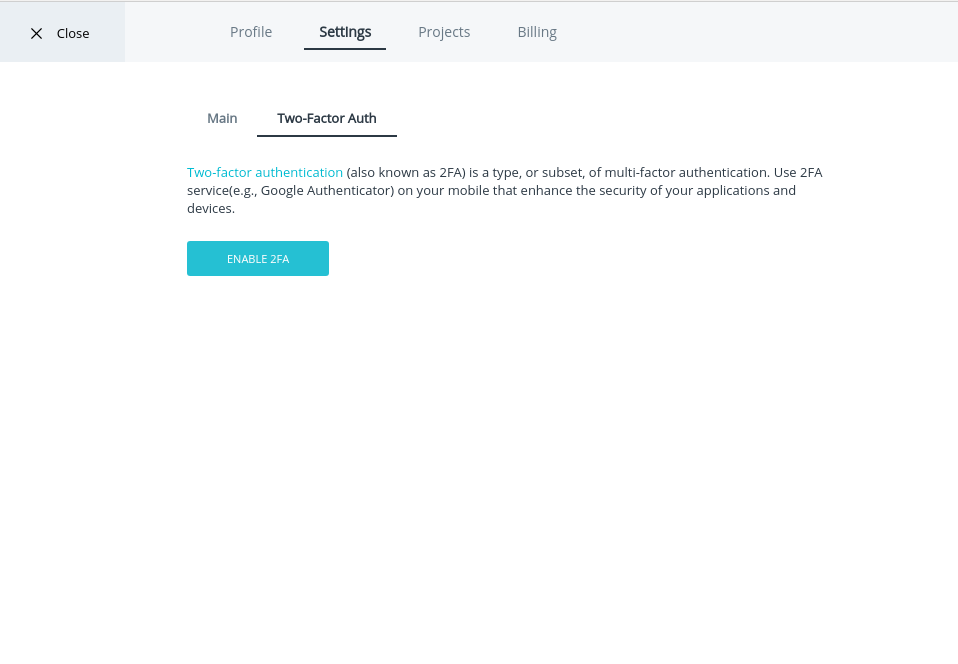 Close
Profile
Settings
Projects
Billing
Main
Two-Factor Auth
Two-factor authentication (also known as 2FA) is a type, or subset, of multi-factor authentication. Use 2FA
service(e.g., Google Authenticator) on your mobile that enhance the security of your applications and
devices.
ENABLE 2FA